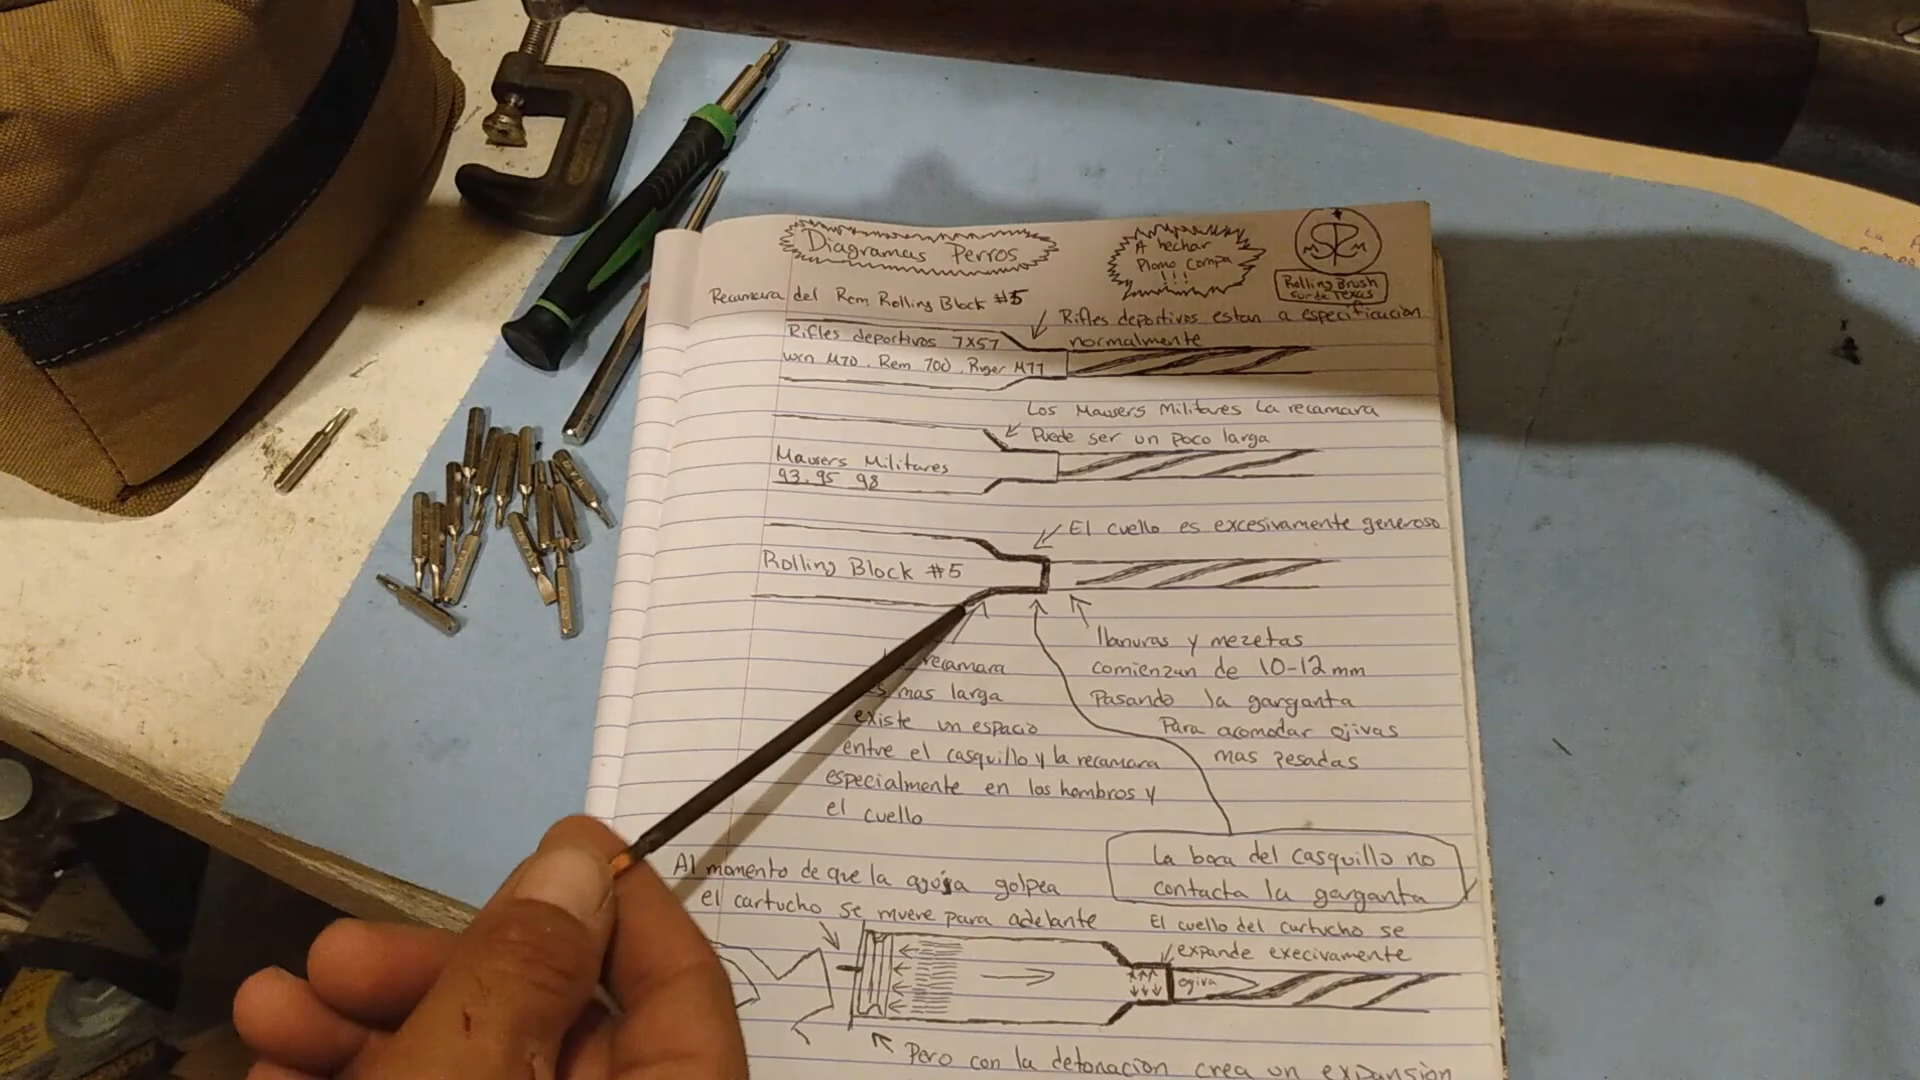 Diagramas Perros
A hechar
Plomo Compa
!!!
SRM
Rolling Brush
Sur de Texas
Recamara del Rem Rolling Block #5
Rifles deportivos estan a especificacion
normalmente
Rifles deportivos 7X57
Win M70. Rem 700. Ruger M77
Los Mausers Militares la recamara
Puede ser un poco larga
Mausers Militares
93. 95 98
El cuello es excesivamente generoso
Rolling Block #5
recamara
mas larga
existe un espacio
entre el casquillo y la recamara
especialmente en los hombros y
el cuello
llanuras y mezetas
comienzan de 10-12 mm
Pasando la garganta
Para acomodar ojivas
mas pesadas
La boca del casquillo no
contacta la garganta
Al momento de que la aguja golpea
el cartucho se mueve para adelante
El cuello del cartucho se
expande execivamente
ogiva
Pero con la detonacion crea un expansion